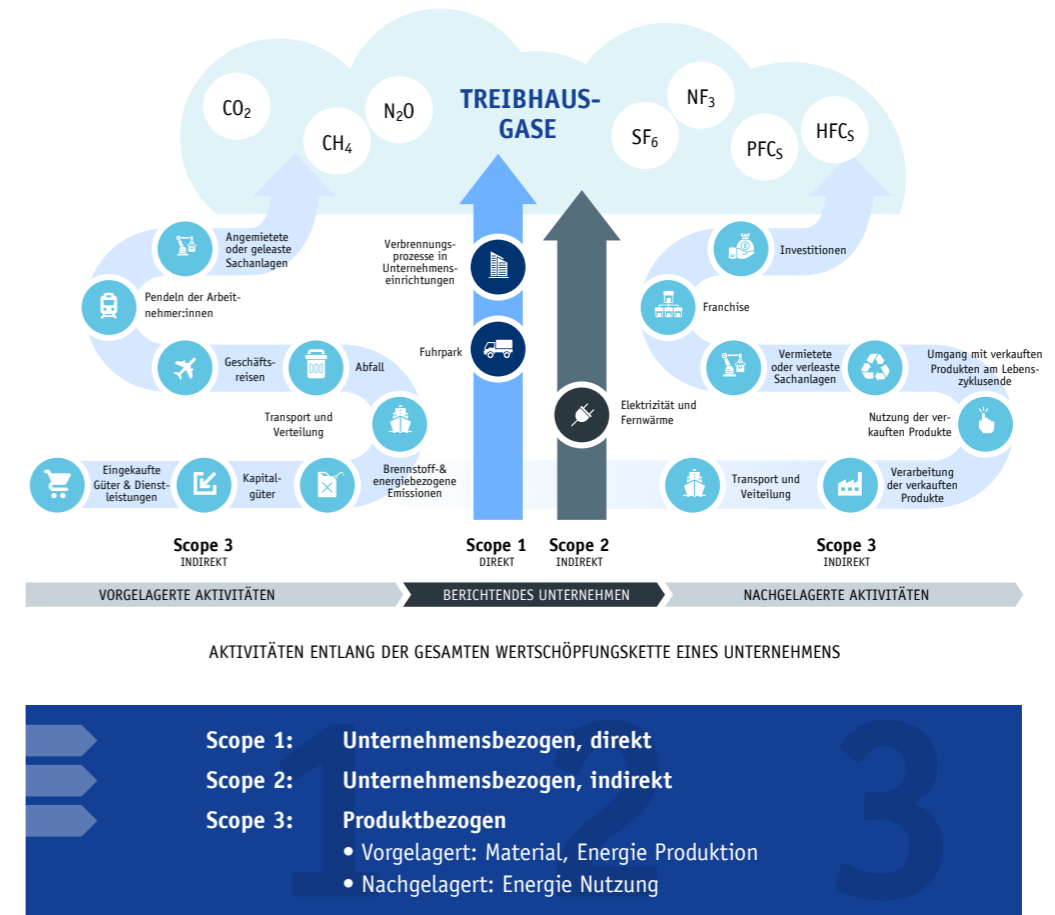 TREIBHAUS-
GASE
CO₂
CH₄
N₂O
SF₆
NF₃
PFCS
HFCS
Angemietete
oder geleaste
Sachanlagen
Pendeln der Arbeit-
nehmer:innen
Geschäfts-
reisen
Abfall
Transport und
Verteilung
Eingekaufte
Güter & Dienst-
leistungen
Kapital-
güter
Brennstoff-&
energiebezogene
Emissionen
Verbrennungs-
prozesse in
Unternehmens-
einrichtungen
Fuhrpark
Elektrizität und
Fernwärme
Investitionen
Franchise
Vermietete
oder verleaste
Sachanlagen
Umgang mit verkauften
Produkten am Lebens-
zyklusende
Nutzung der ver-
kauften Produkte
Transport und
Veiteilung
Verarbeitung
der verkauften
Produkte
Scope 3
INDIREKT
Scope 1
DIREKT
Scope 2
INDIREKT
Scope 3
INDIREKT
VORGELAGERTE AKTIVITÄTEN
BERICHTENDES UNTERNEHMEN
NACHGELAGERTE AKTIVITÄTEN
AKTIVITÄTEN ENTLANG DER GESAMTEN WERTSCHÖPFUNGSKETTE EINES UNTERNEHMENS
1 2 3
Scope 1: Unternehmensbezogen, direkt
Scope 2: Unternehmensbezogen, indirekt
Scope 3: Produktbezogen
• Vorgelagert: Material, Energie Produktion
• Nachgelagert: Energie Nutzung